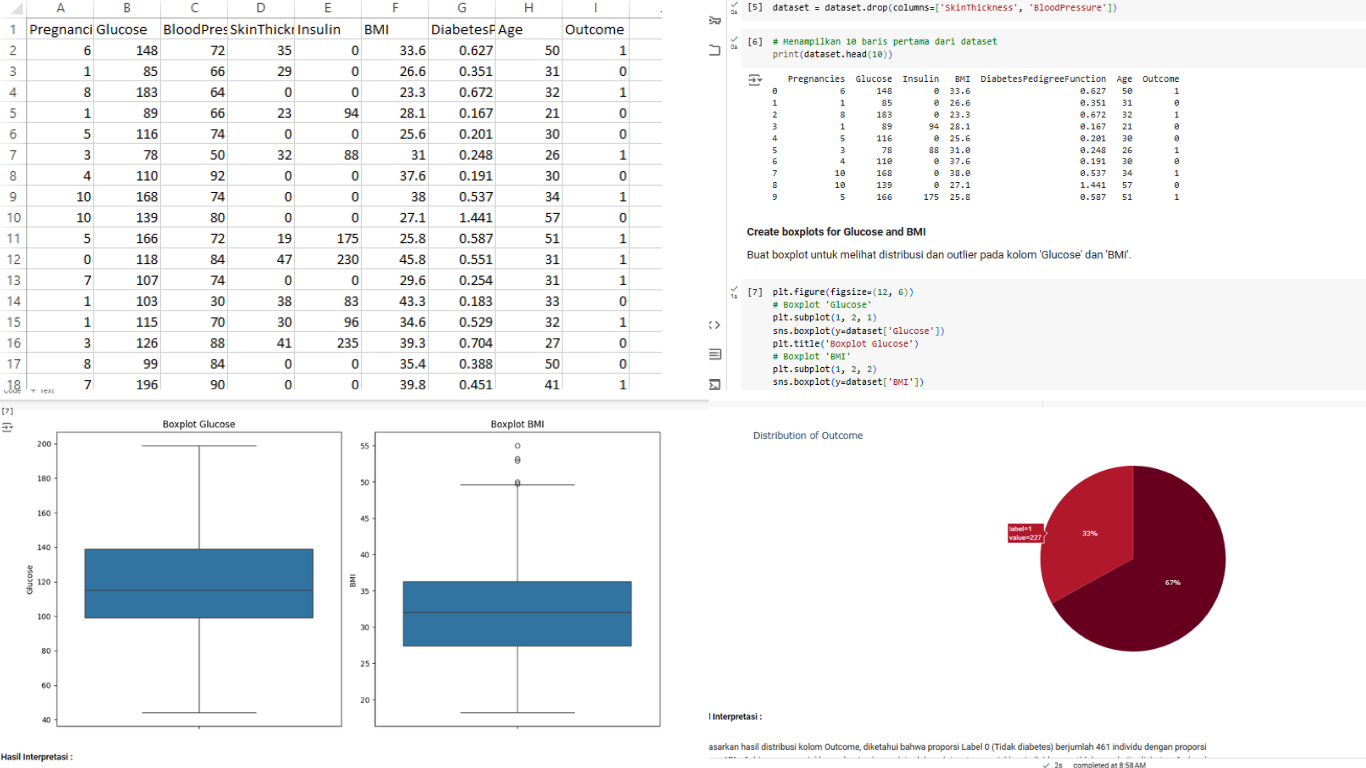 A B C D E F G H I
1 Pregnanci Glucose BloodPres SkinThickn Insulin BMI DiabetesP Age Outcome
2 6 148 72 35 0 33.6 0.627 50 1
3 1 85 66 29 0 26.6 0.351 31 0
4 8 183 64 0 0 23.3 0.672 32 1
5 1 89 66 23 94 28.1 0.167 21 0
6 5 116 74 0 0 25.6 0.201 30 0
7 3 78 50 32 88 31 0.248 26 1
8 4 110 92 0 0 37.6 0.191 30 0
9 10 168 74 0 0 38 0.537 34 1
10 10 139 80 0 0 27.1 1.441 57 0
11 5 166 72 19 175 25.8 0.587 51 1
12 0 118 84 47 230 45.8 0.551 31 1
13 7 107 74 0 0 29.6 0.254 31 1
14 1 103 30 38 83 43.3 0.183 33 0
15 1 115 70 30 96 34.6 0.529 32 1
16 3 126 88 41 235 39.3 0.704 27 0
17 8 99 84 0 0 35.4 0.388 50 0
18 7 196 90 0 0 39.8 0.451 41 1
Code + Text
[5] dataset = dataset.drop(columns=['SkinThickness', 'BloodPressure'])
0s
[6] # Menampilkan 10 baris pertama dari dataset
0s
print(dataset.head(10))
Pregnancies Glucose Insulin BMI DiabetesPedigreeFunction Age Outcome
0 6 148 0 33.6 0.627 50 1
1 1 85 0 26.6 0.351 31 0
2 8 183 0 23.3 0.672 32 1
3 1 89 94 28.1 0.167 21 0
4 5 116 0 25.6 0.201 30 0
5 3 78 88 31.0 0.248 26 1
6 4 110 0 37.6 0.191 30 0
7 10 168 0 38.0 0.537 34 1
8 10 139 0 27.1 1.441 57 0
9 5 166 175 25.8 0.587 51 1
Create boxplots for Glucose and BMI
Buat boxplot untuk melihat distribusi dan outlier pada kolom 'Glucose' dan 'BMI'.
[7] plt.figure(figsize=(12, 6))
1s
# Boxplot 'Glucose'
plt.subplot(1, 2, 1)
sns.boxplot(y=dataset['Glucose'])
plt.title('Boxplot Glucose')
# Boxplot 'BMI'
plt.subplot(1, 2, 2)
sns.boxplot(y=dataset['BMI'])
[7]
Boxplot Glucose
200
180
160
140
120
100
80
60
40
Glucose
Boxplot BMI
55
50
45
40
35
30
25
20
BMI
Hasil Interpretasi :
Distribution of Outcome
label=1
value=227
33%
67%
l Interpretasi :
asarkan hasil distribusi kolom Outcome, diketahui bahwa proporsi Label 0 (Tidak diabetes) berjumlah 461 individu dengan proporsi
2s completed at 8:58AM